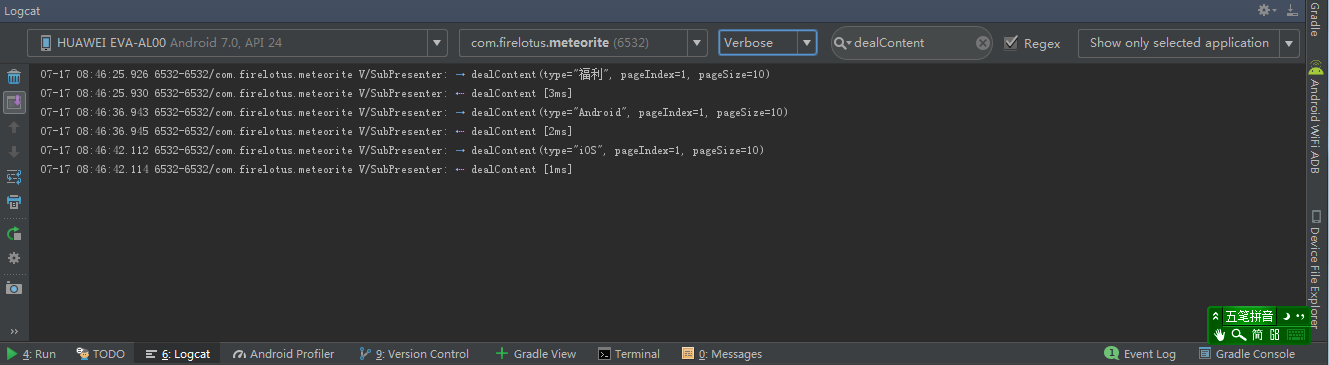 Logcat
HUAWEI EVA-AL00 Android 7.0, API 24
com.firelotus.meteorite (6532)
Verbose
dealContent
Regex
Show only selected application
07-17 08:46:25.926 6532-6532/com.firelotus.meteorite V/SubPresenter: → dealContent(type="福利", pageIndex=1, pageSize=10)
07-17 08:46:25.930 6532-6532/com.firelotus.meteorite V/SubPresenter: ← dealContent [3ms]
07-17 08:46:36.943 6532-6532/com.firelotus.meteorite V/SubPresenter: → dealContent(type="Android", pageIndex=1, pageSize=10)
07-17 08:46:36.945 6532-6532/com.firelotus.meteorite V/SubPresenter: ← dealContent [2ms]
07-17 08:46:42.112 6532-6532/com.firelotus.meteorite V/SubPresenter: → dealContent(type="iOS", pageIndex=1, pageSize=10)
07-17 08:46:42.114 6532-6532/com.firelotus.meteorite V/SubPresenter: ← dealContent [1ms]
Gradle
Android WiFi ADB
Device File Explorer
五笔拼音
简
4: Run
TODO
6: Logcat
Android Profiler
9: Version Control
Gradle View
Terminal
0: Messages
1 Event Log
Gradle Console